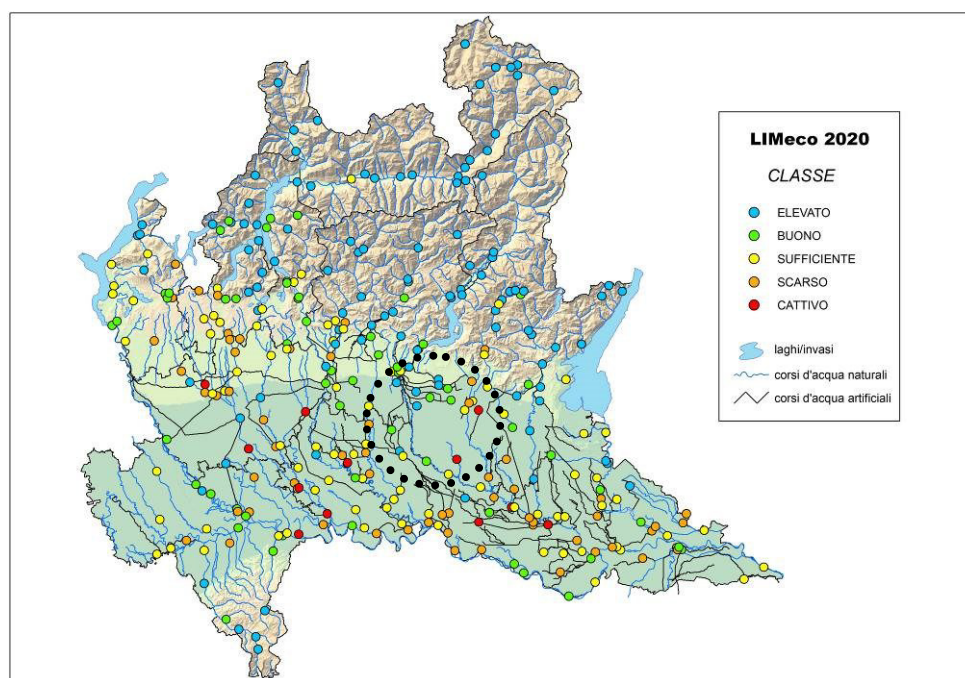 LIMeco 2020
CLASSE
ELEVATO
BUONO
SUFFICIENTE
SCARSO
CATTIVO
laghi/invasi
corsi d'acqua naturali
corsi d'acqua artificiali